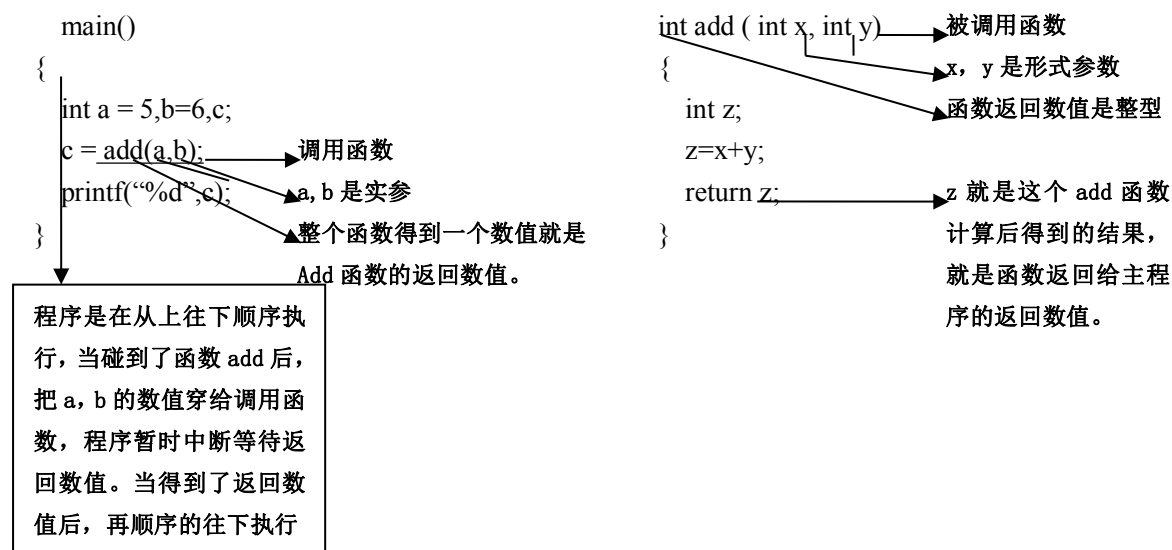 main()
{
int a = 5,b=6,c;
c = add(a,b);
printf(“%d”,c);
}
调用函数
a,b 是实参
整个函数得到一个数值就是
Add 函数的返回数值。
程序是在从上往下顺序执
行，当碰到了函数 add 后，
把 a，b 的数值穿给调用函
数，程序暂时中断等待返
回数值。当得到了返回数
值后，再顺序的往下执行
int add ( int x, int y)
{
int z;
z=x+y;
return z;
}
被调用函数
x，y 是形式参数
函数返回数值是整型
z 就是这个 add 函数
计算后得到的结果，
就是函数返回给主程
序的返回数值。